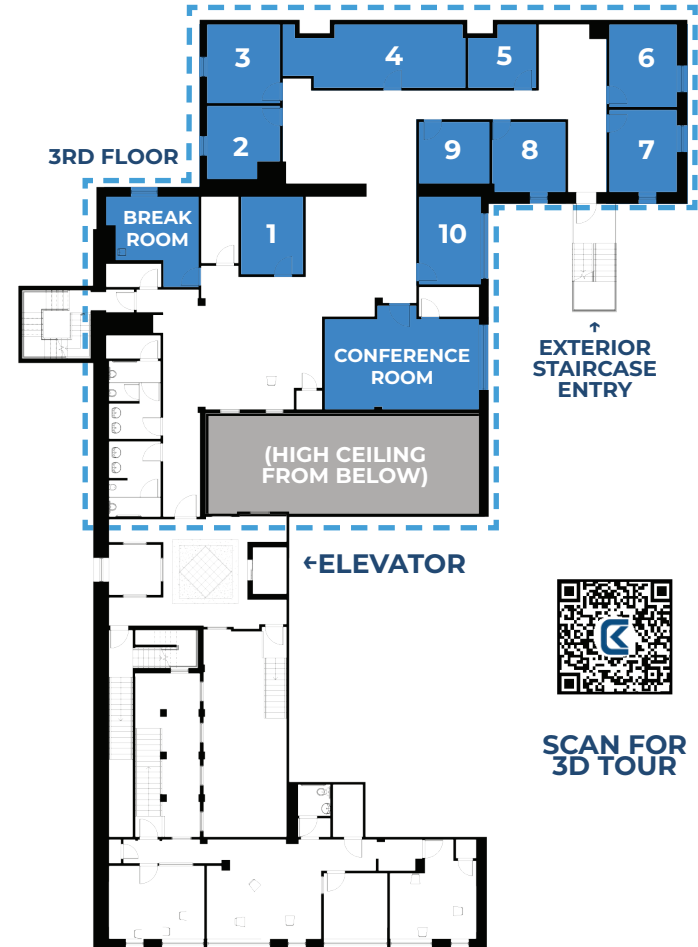 3
4
5
6
2
9
8
7
3RD FLOOR
BREAK
ROOM
1
10
CONFERENCE
ROOM
↑
EXTERIOR
STAIRCASE
ENTRY
(HIGH CEILING
FROM BELOW)
←ELEVATOR
SCAN FOR
3D TOUR